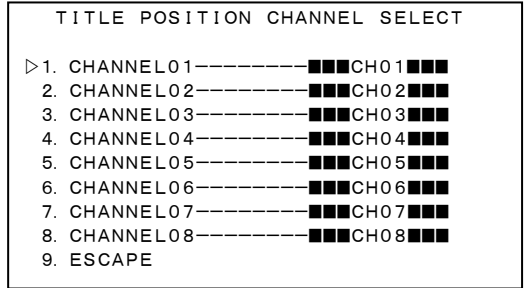 TITLE POSITION CHANNEL SELECT
▷1. CHANNEL01--------■■■CH01■■■
2. CHANNEL02--------■■■CH02■■■
3. CHANNEL03--------■■■CH03■■■
4. CHANNEL04--------■■■CH04■■■
5. CHANNEL05--------■■■CH05■■■
6. CHANNEL06--------■■■CH06■■■
7. CHANNEL07--------■■■CH07■■■
8. CHANNEL08--------■■■CH08■■■
9. ESCAPE